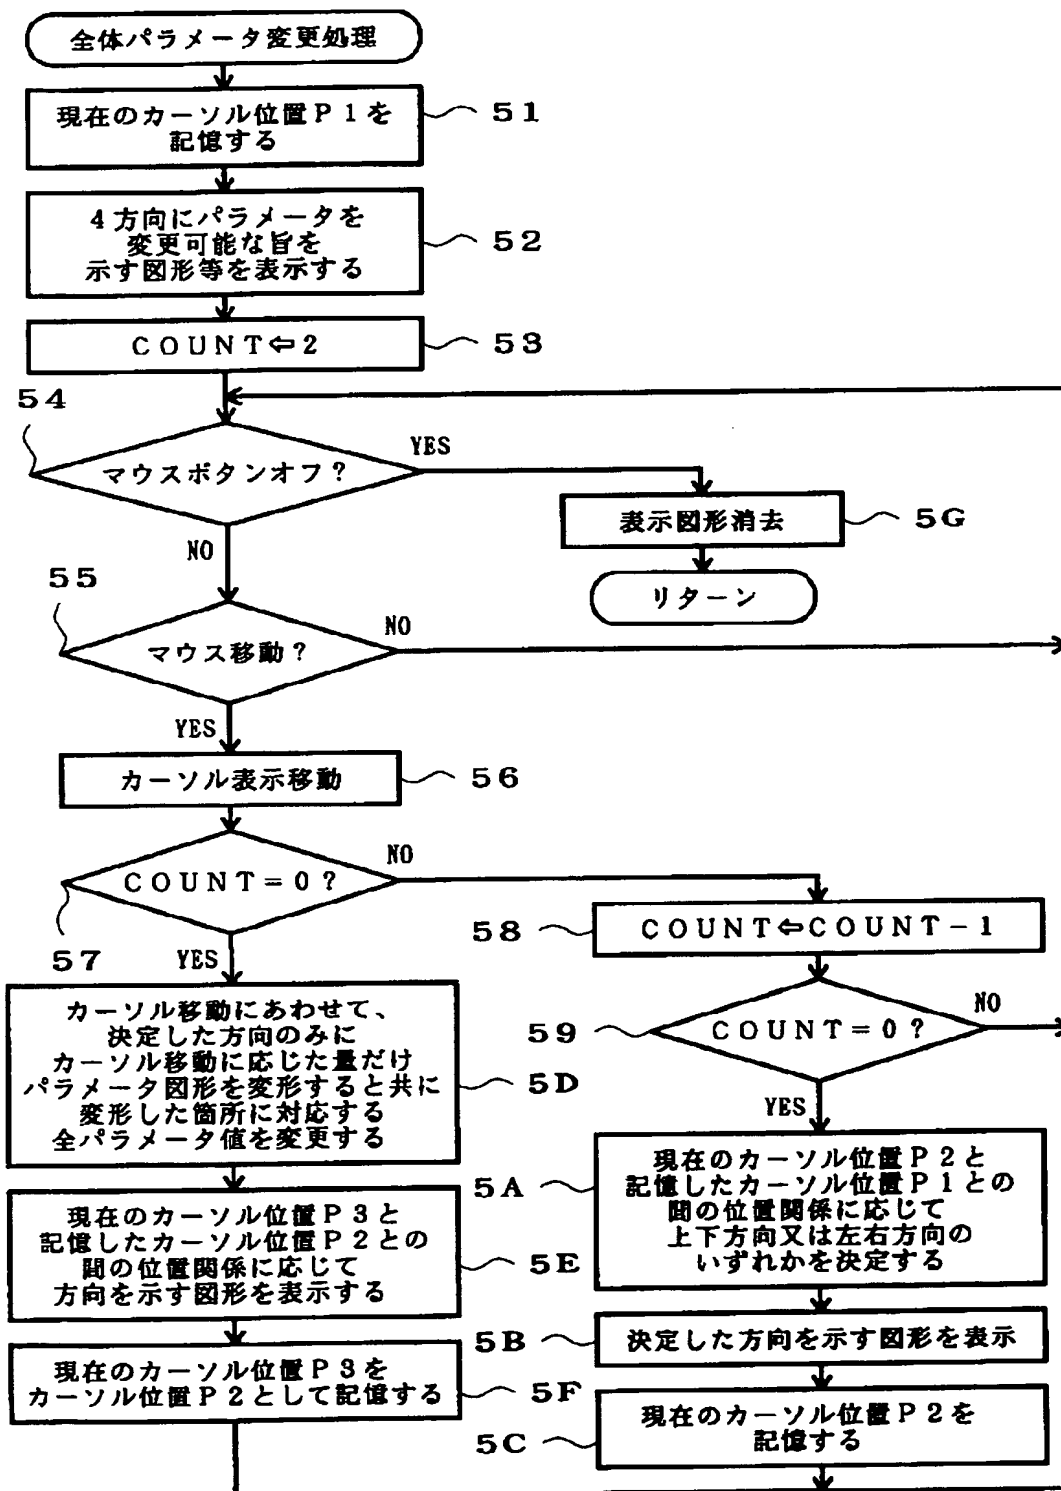 全体パラメータ変更処理
現在のカーソル位置P1を
記憶する
51
4方向にパラメータを
変更可能な旨を
示す図形等を表示する
52
COUNT⇦2
53
54
マウスボタンオフ?
YES
表示図形消去
5G
リターン
NO
55
マウス移動?
NO
YES
カーソル表示移動
56
COUNT=0?
NO
57
YES
58
COUNT⇦COUNT-1
59
COUNT=0?
NO
YES
カーソル移動にあわせて、
決定した方向のみに
カーソル移動に応じた量だけ
パラメータ図形を変形すると共に
変形した箇所に対応する
全パラメータ値を変更する
5D
5A
現在のカーソル位置P2と
記憶したカーソル位置P1との
間の位置関係に応じて
上下方向又は左右方向の
いずれかを決定する
現在のカーソル位置P3と
記憶したカーソル位置P2との
間の位置関係に応じて
方向を示す図形を表示する
5E
5B
決定した方向を示す図形を表示
現在のカーソル位置P3を
カーソル位置P2として記憶する
5F
5C
現在のカーソル位置P2を
記憶する